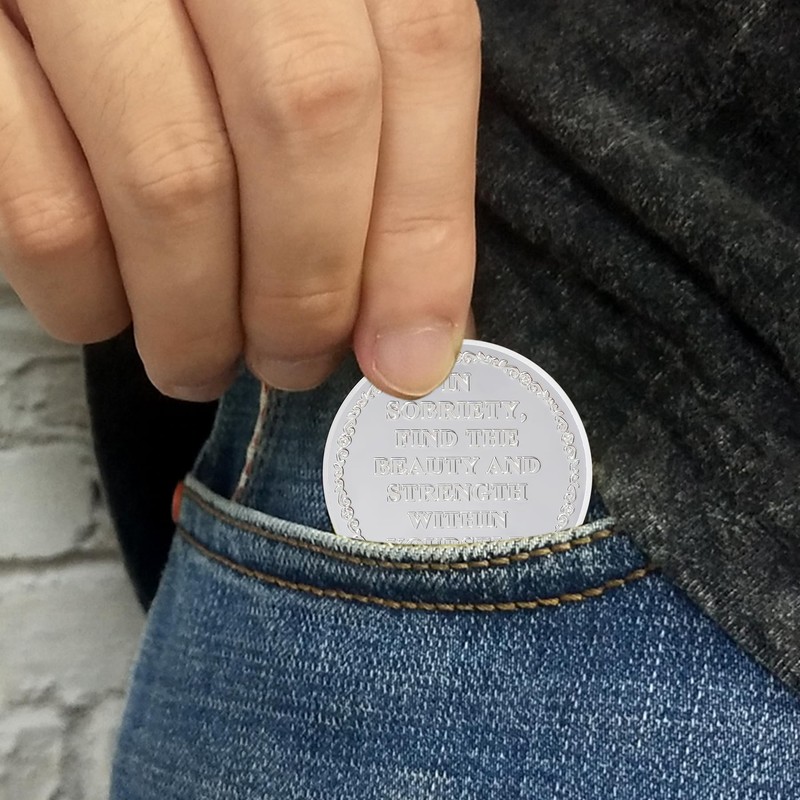 IN
SOBRIETY,
FIND THE
BEAUTY AND
STRENGTH
WITHIN